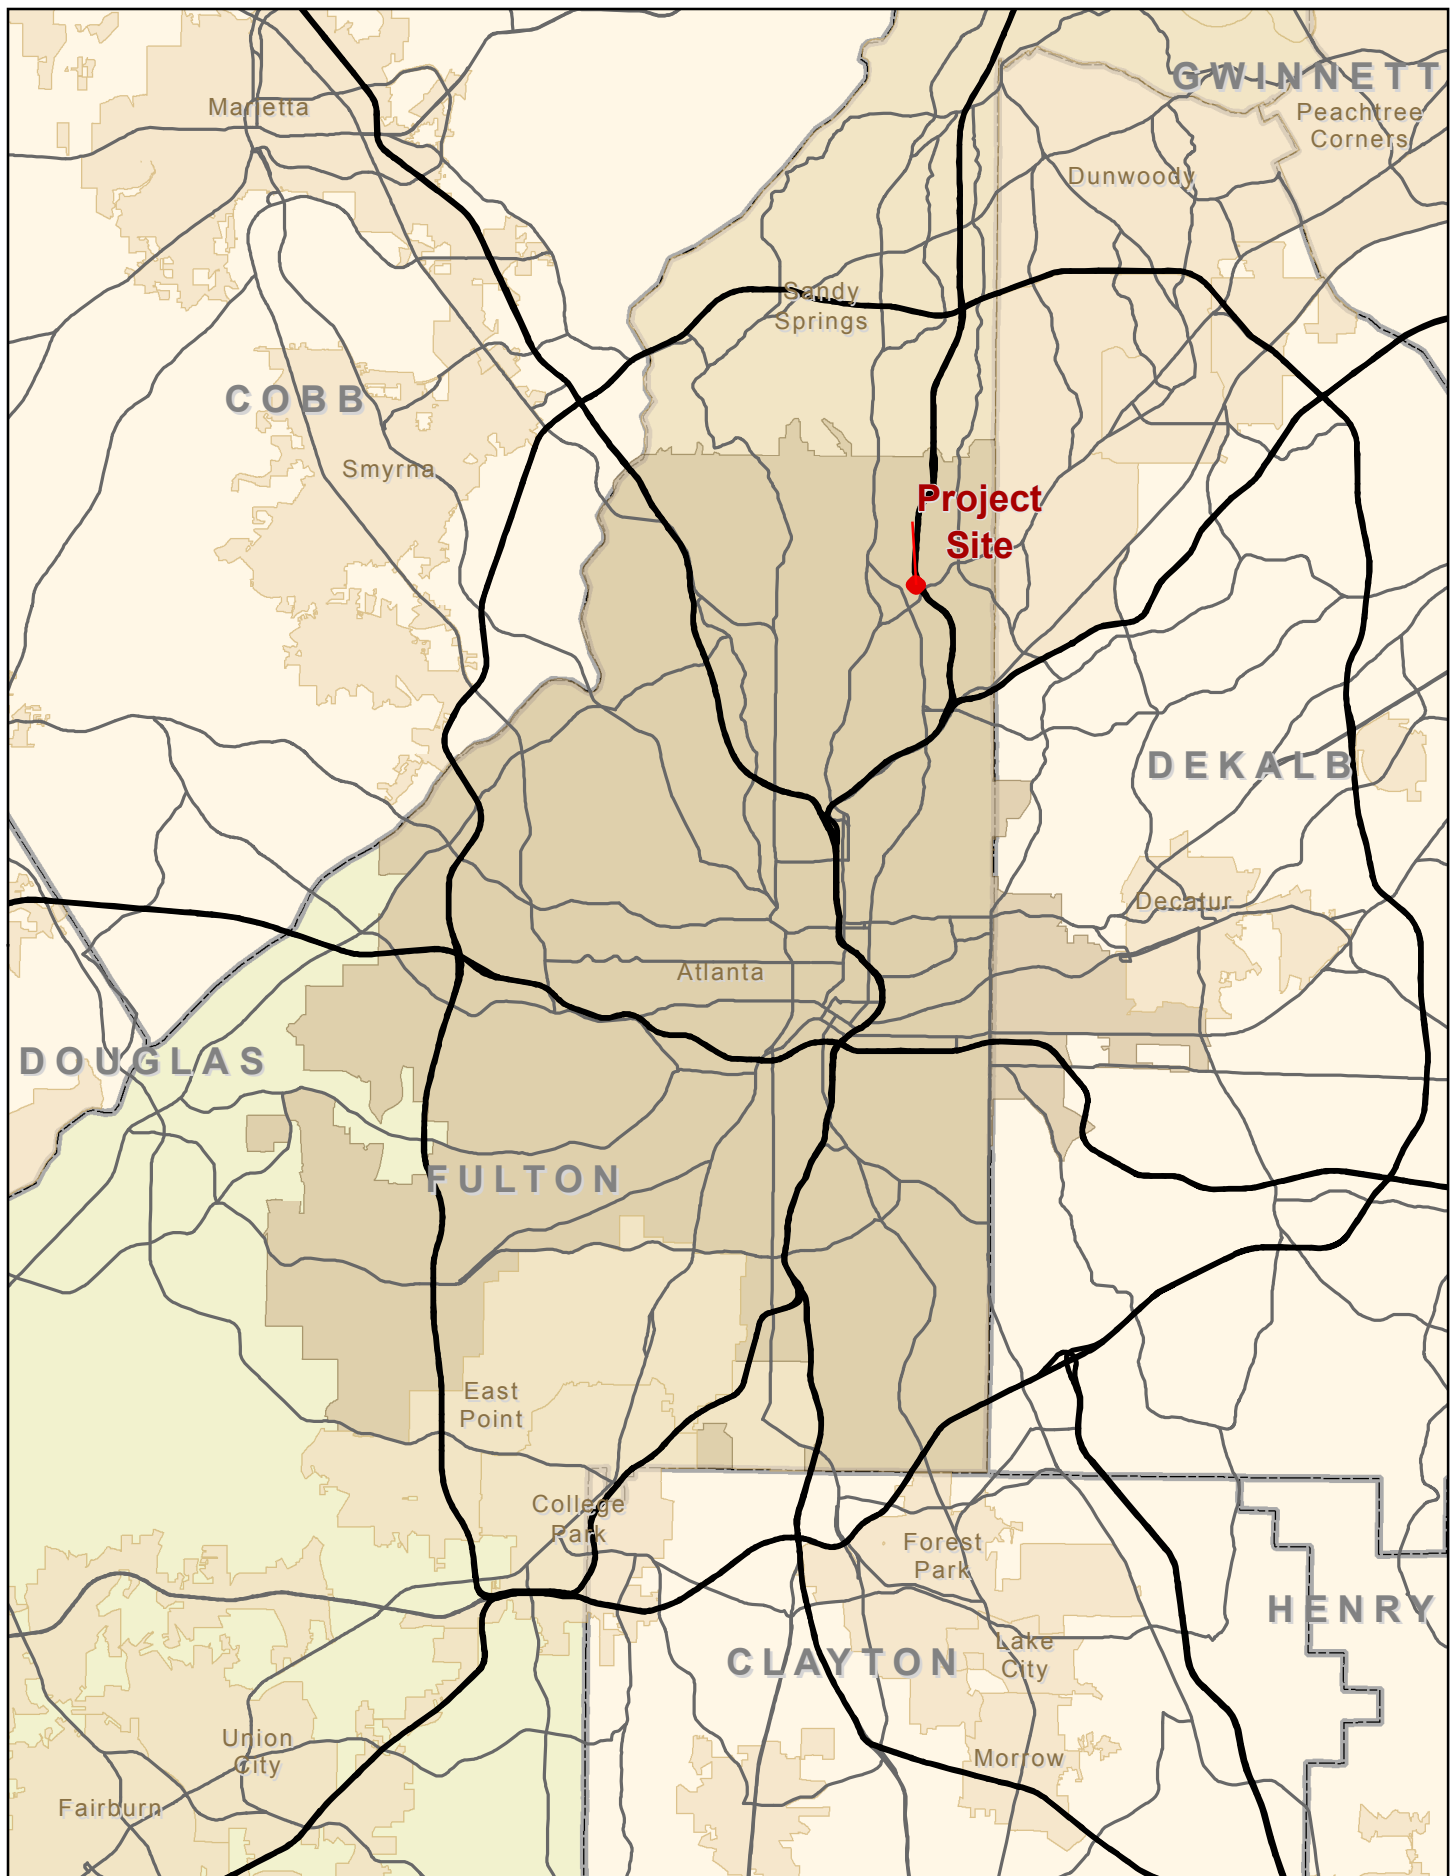 GWINNETT
Marietta
Peachtree
Corners
Dunwoody
Sandy
Springs
COBB
Smyrna
Project
Site
DEKALB
Decatur
Atlanta
DOUGLAS
FULTON
East
Point
College
Park
Forest
Park
HENRY
Lake
City
CLAYTON
Union
City
Morrow
Fairburn